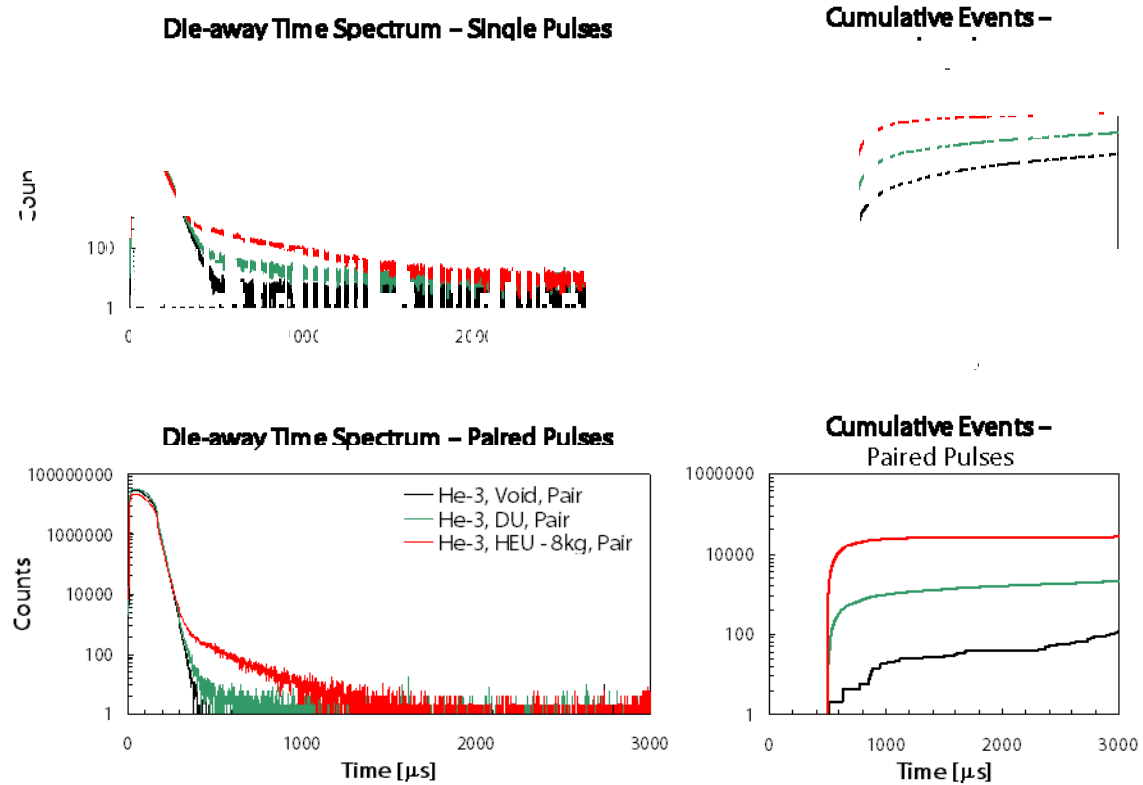 Die-away Time Spectrum – Single Pulses
Cumulative Events –
Coun
100
1
0
1000
Die-away Time Spectrum – Paired Pulses
100000000
1000000
10000
100
1
Counts
He-3, Void, Pair
He-3, DU, Pair
He-3, HEU - 8kg, Pair
0
1000
2000
3000
Time [μs]
Cumulative Events –
Paired Pulses
1000000
10000
100
1
0
1000
2000
3000
Time [μs]